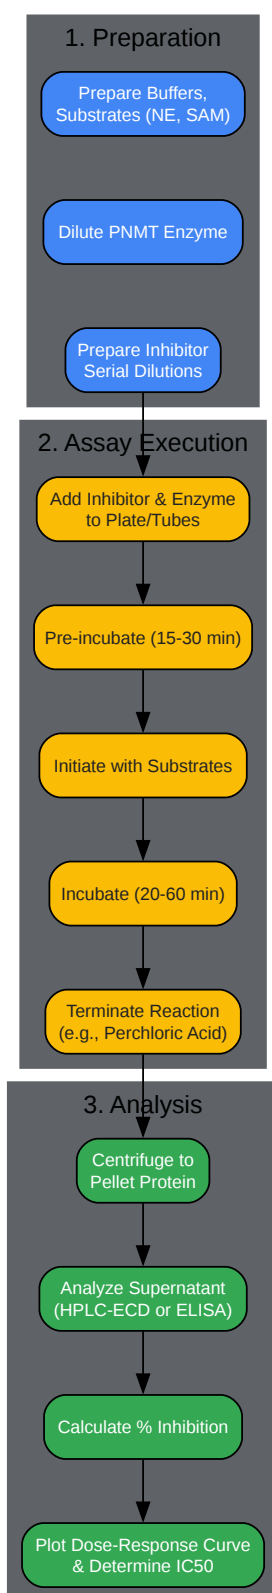 1. Preparation
Prepare Buffers,
Substrates (NE, SAM)
Dilute PNMT Enzyme
Prepare Inhibitor
Serial Dilutions
2. Assay Execution
Add Inhibitor & Enzyme
to Plate/Tubes
Pre-incubate (15-30 min)
Initiate with Substrates
Incubate (20-60 min)
Terminate Reaction
(e.g., Perchloric Acid)
3. Analysis
Centrifuge to
Pellet Protein
Analyze Supernatant
(HPLC-ECD or ELISA)
Calculate % Inhibition
Plot Dose-Response Curve
& Determine IC50